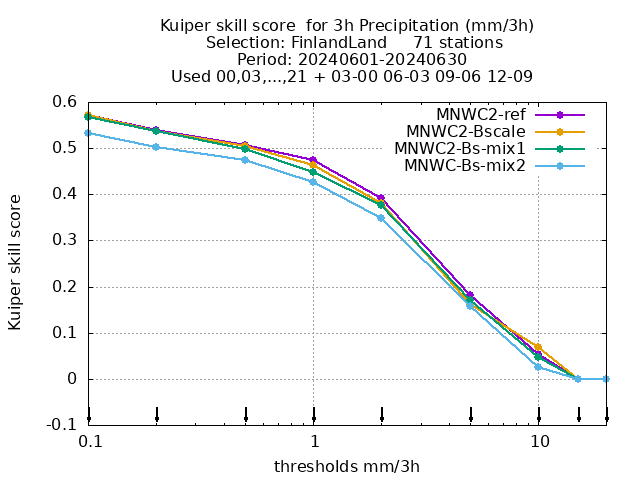 Kuiper skill score  for 3h Precipitation (mm/3h)
Selection: FinlandLand     71 stations
Period: 20240601-20240630
Used 00,03,...,21 + 03-00 06-03 09-06 12-09
MNWC2-ref
MNWC2-Bscale
MNWC2-Bs-mix1
MNWC-Bs-mix2
0.6
0.5
0.4
0.3
0.2
0.1
0
-0.1
Kuiper skill score
0.1 1 10
thresholds mm/3h